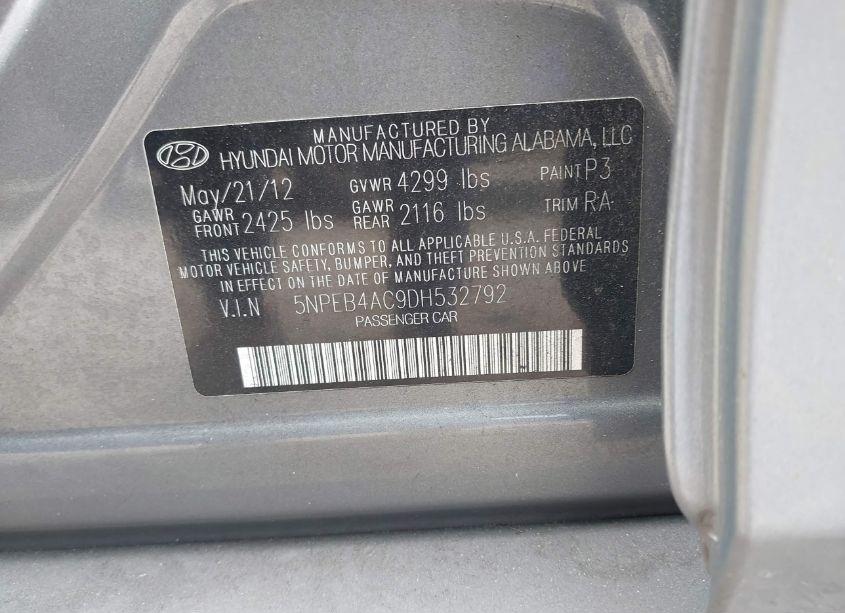 MANUFACTURED BY
HYUNDAI MOTOR MANUFACTURING ALABAMA, LLC
May/21/12 GVWR 4299 lbs PAINT P3
GAWR FRONT 2425 lbs GAWR REAR 2116 lbs TRIM RA
THIS VEHICLE CONFORMS TO ALL APPLICABLE U.S.A. FEDERAL
MOTOR VEHICLE SAFETY, BUMPER, AND THEFT PREVENTION STANDARDS
IN EFFECT ON THE DATE OF MANUFACTURE SHOWN ABOVE
V.I.N 5NPEB4AC9DH532792
PASSENGER CAR